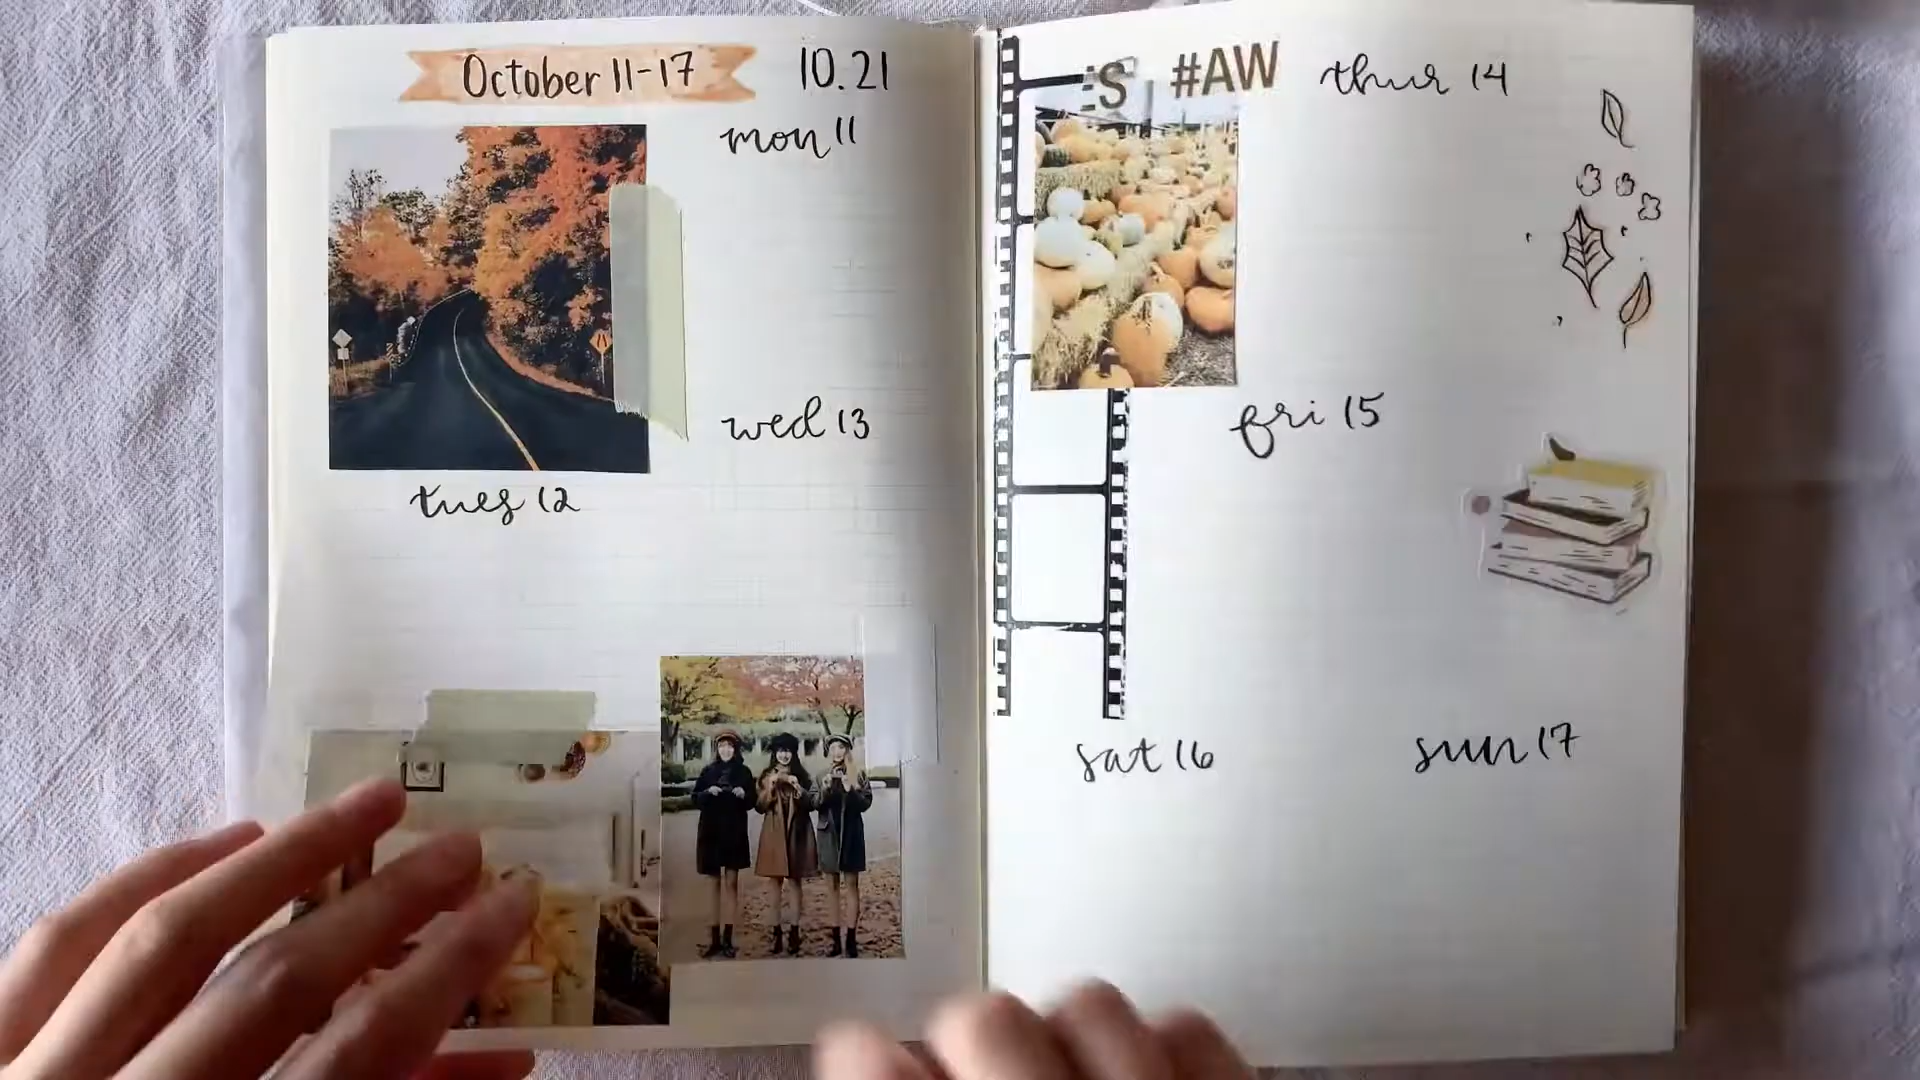 October 11-17
10.21
mon 11
wed 13
tues 12
#AW
thur 14
fri 15
sat 16
sun 17